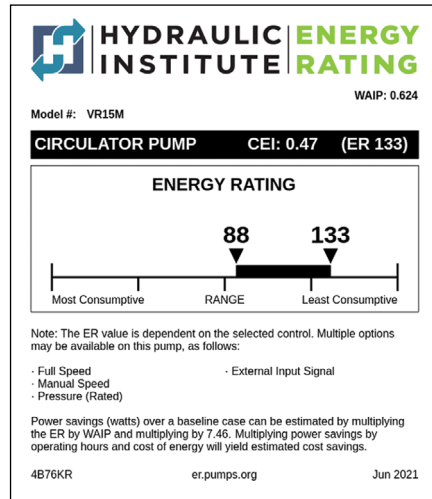 HYDRAULIC INSTITUTE ENERGY RATING
WAIP: 0.624
Model #: VR15M
CIRCULATOR PUMP CEI: 0.47 (ER 133)
ENERGY RATING
88 133
Most Consumptive RANGE Least Consumptive
Note: The ER value is dependent on the selected control. Multiple options
may be available on this pump, as follows:
· Full Speed · External Input Signal
· Manual Speed
· Pressure (Rated)
Power savings (watts) over a baseline case can be estimated by multiplying
the ER by WAIP and multiplying by 7.46. Multiplying power savings by
operating hours and cost of energy will yield estimated cost savings.
4B76KR er.pumps.org Jun 2021